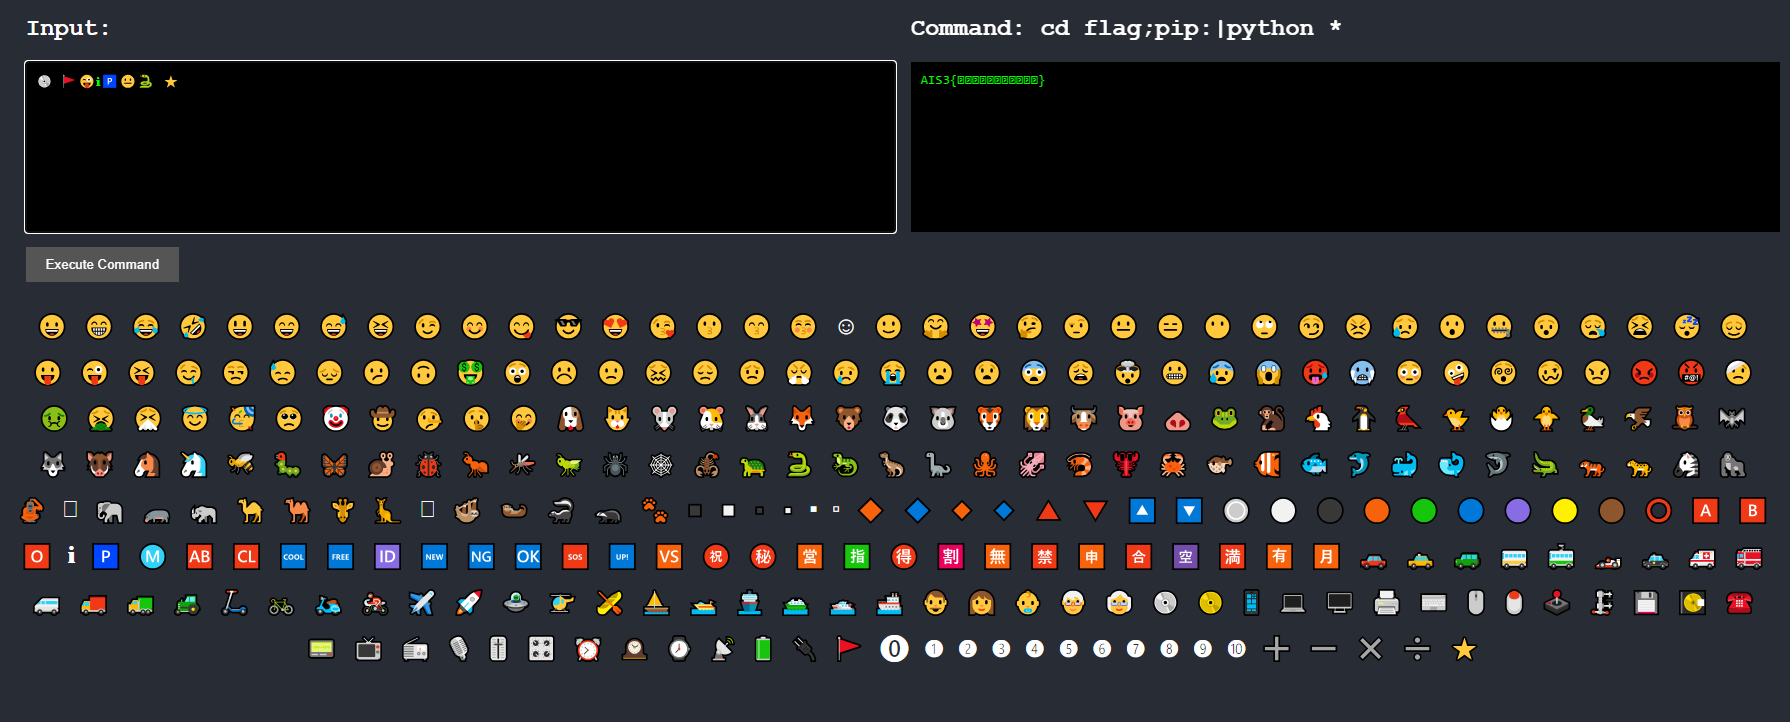 Input:
Command: cd flag;pip:|python *
💿 🚩😜ℹ🅿😐🐍 ⭐
AIS3{}
Execute Command
A B
O i P M AB CL COOL FREE ID NEW NG OK SOS UP! VS 祝 秘 営 指 得 割 無 禁 申 合 空 満 有 月
0 1 2 3 4 5 6 7 8 9 10 + − × ÷